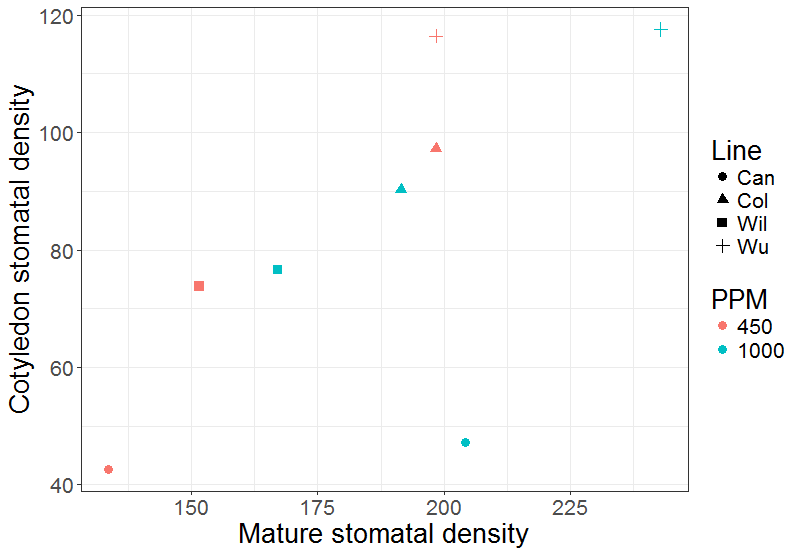 120
100
80
60
40
Cotyledon stomatal density
150
175
200
225
Mature stomatal density
Line
Can
Col
Wil
Wu
PPM
450
1000